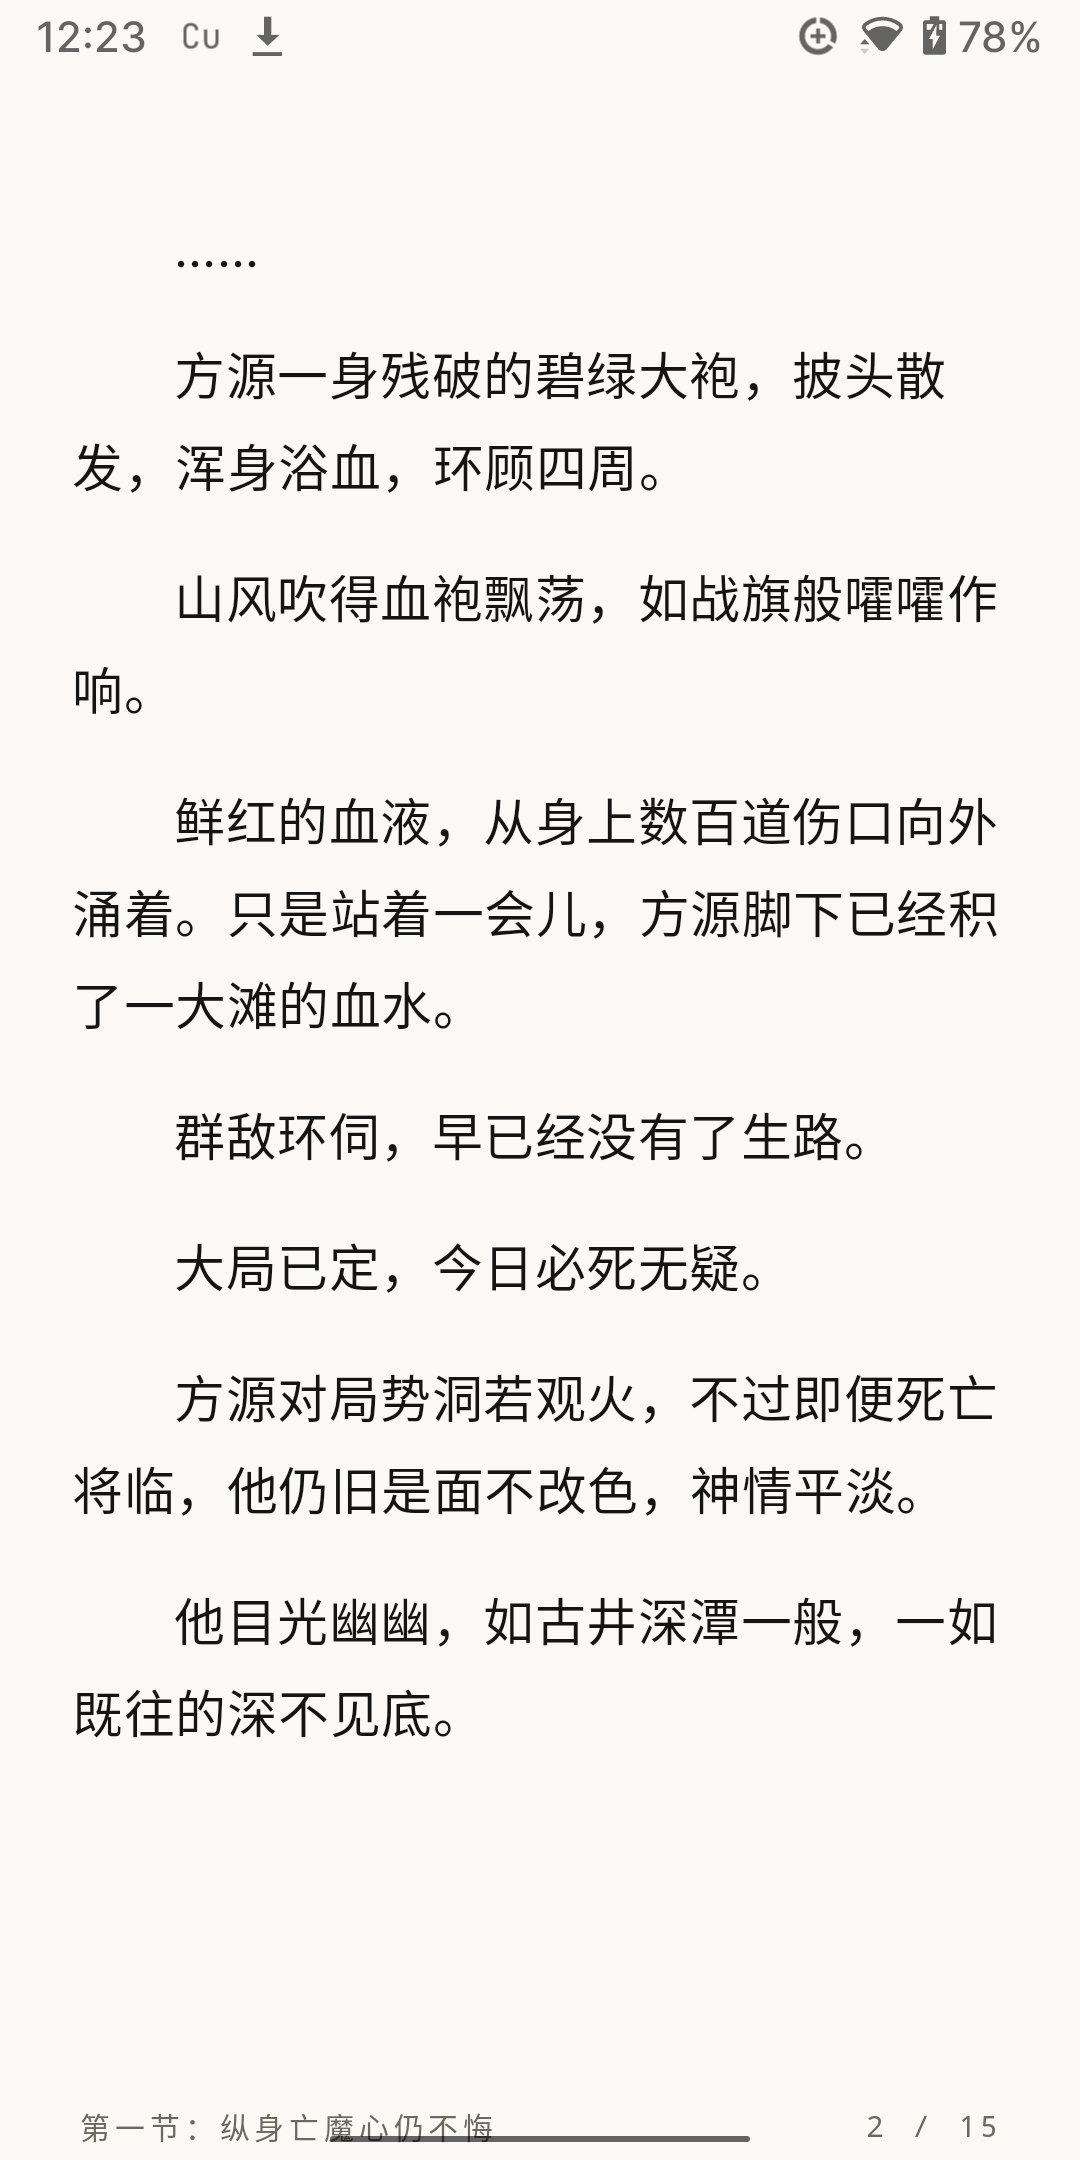 12:23 Cu 78%
……
方源一身残破的碧绿大袍，披头散
发，浑身浴血，环顾四周。
山风吹得血袍飘荡，如战旗般嚯嚯作
响。
鲜红的血液，从身上数百道伤口向外
涌着。只是站着一会儿，方源脚下已经积
了一大滩的血水。
群敌环伺，早已经没有了生路。
大局已定，今日必死无疑。
方源对局势洞若观火，不过即便死亡
将临，他仍旧是面不改色，神情平淡。
他目光幽幽，如古井深潭一般，一如
既往的深不见底。
第一节：纵身亡魔心仍不悔 2 / 15